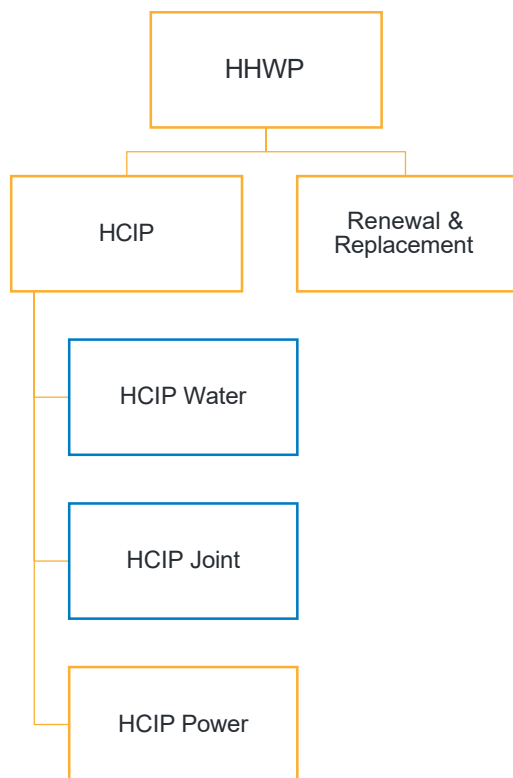 HHWP
HCIP
Renewal &
Replacement
HCIP Water
HCIP Joint
HCIP Power